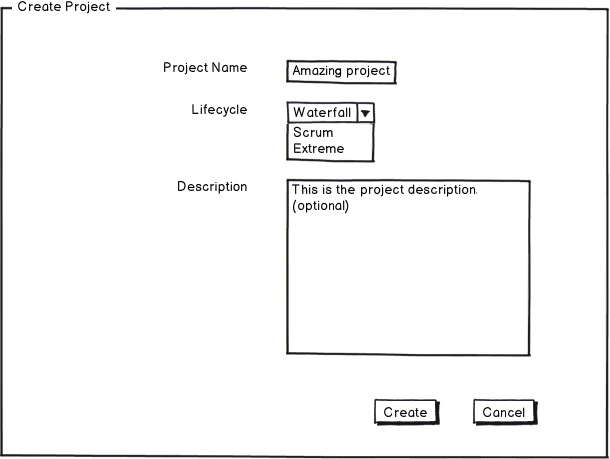 Create Project
Project Name
Amazing project
Lifecycle
Waterfall
Scrum
Extreme
Description
This is the project description.
(optional)
Create
Cancel